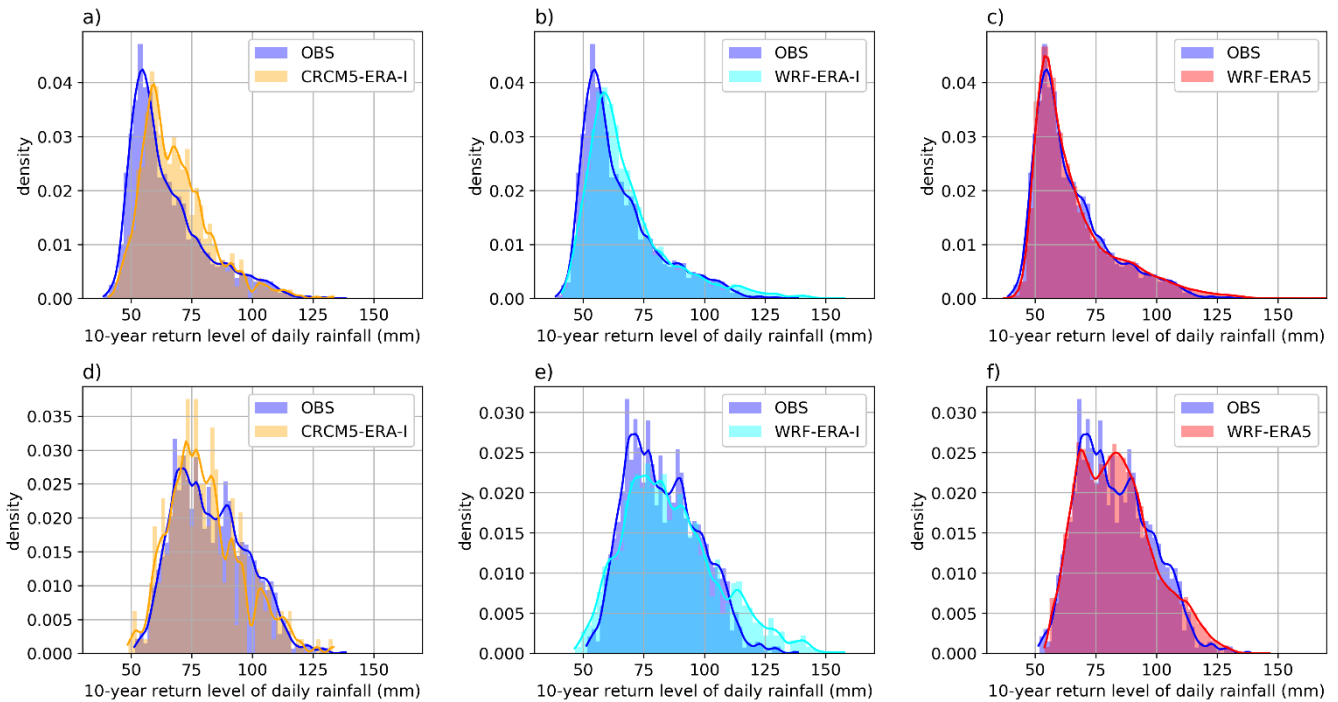 a)
OBS
CRCM5-ERA-I
density
0.04
0.03
0.02
0.01
0.00
50 75 100 125 150
10-year return level of daily rainfall (mm)
b)
OBS
WRF-ERA-I
density
0.04
0.03
0.02
0.01
0.00
50 75 100 125 150
10-year return level of daily rainfall (mm)
c)
OBS
WRF-ERA5
density
0.04
0.03
0.02
0.01
0.00
50 75 100 125 150
10-year return level of daily rainfall (mm)
d)
OBS
CRCM5-ERA-I
density
0.035
0.030
0.025
0.020
0.015
0.010
0.005
0.000
50 75 100 125 150
10-year return level of daily rainfall (mm)
e)
OBS
WRF-ERA-I
density
0.030
0.025
0.020
0.015
0.010
0.005
0.000
50 75 100 125 150
10-year return level of daily rainfall (mm)
f)
OBS
WRF-ERA5
density
0.030
0.025
0.020
0.015
0.010
0.005
0.000
50 75 100 125 150
10-year return level of daily rainfall (mm)